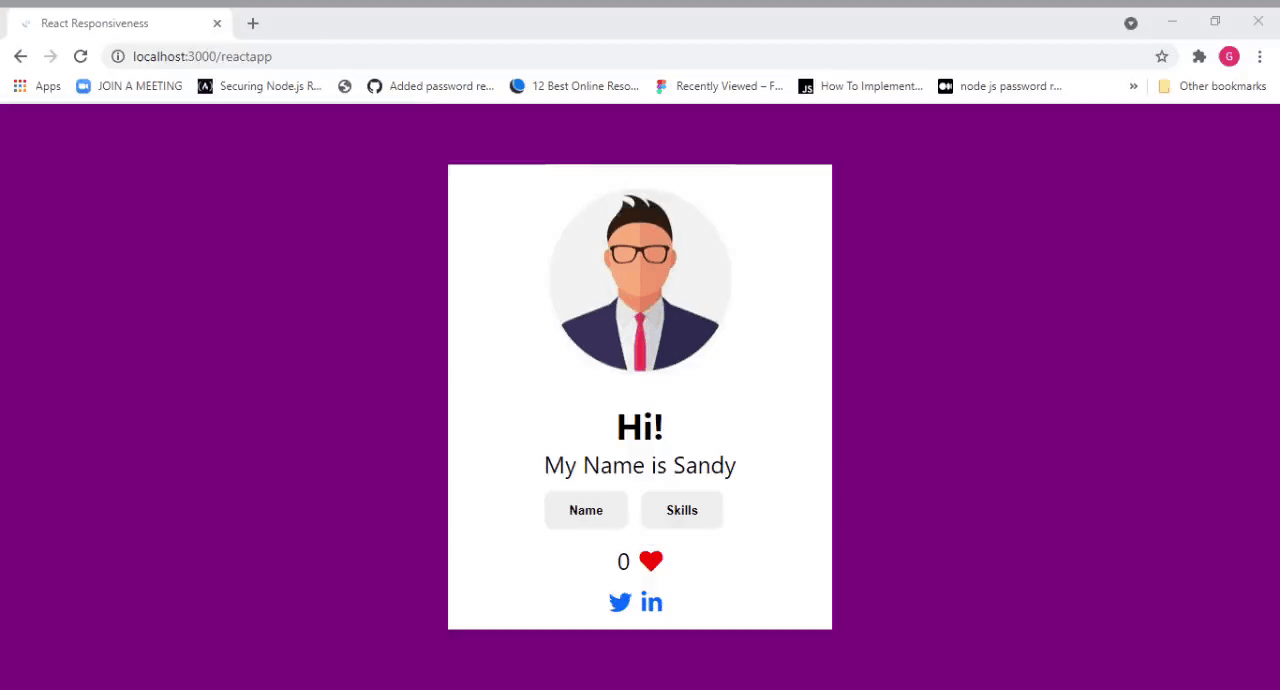 React Responsiveness
localhost:3000/reactapp
G
Apps JOIN A MEETING Securing Node.js R... Added password re... 12 Best Online Reso... Recently Viewed – F... How To Implement... node js password r... » Other bookmarks
Hi!
My Name is Sandy
Name Skills
0